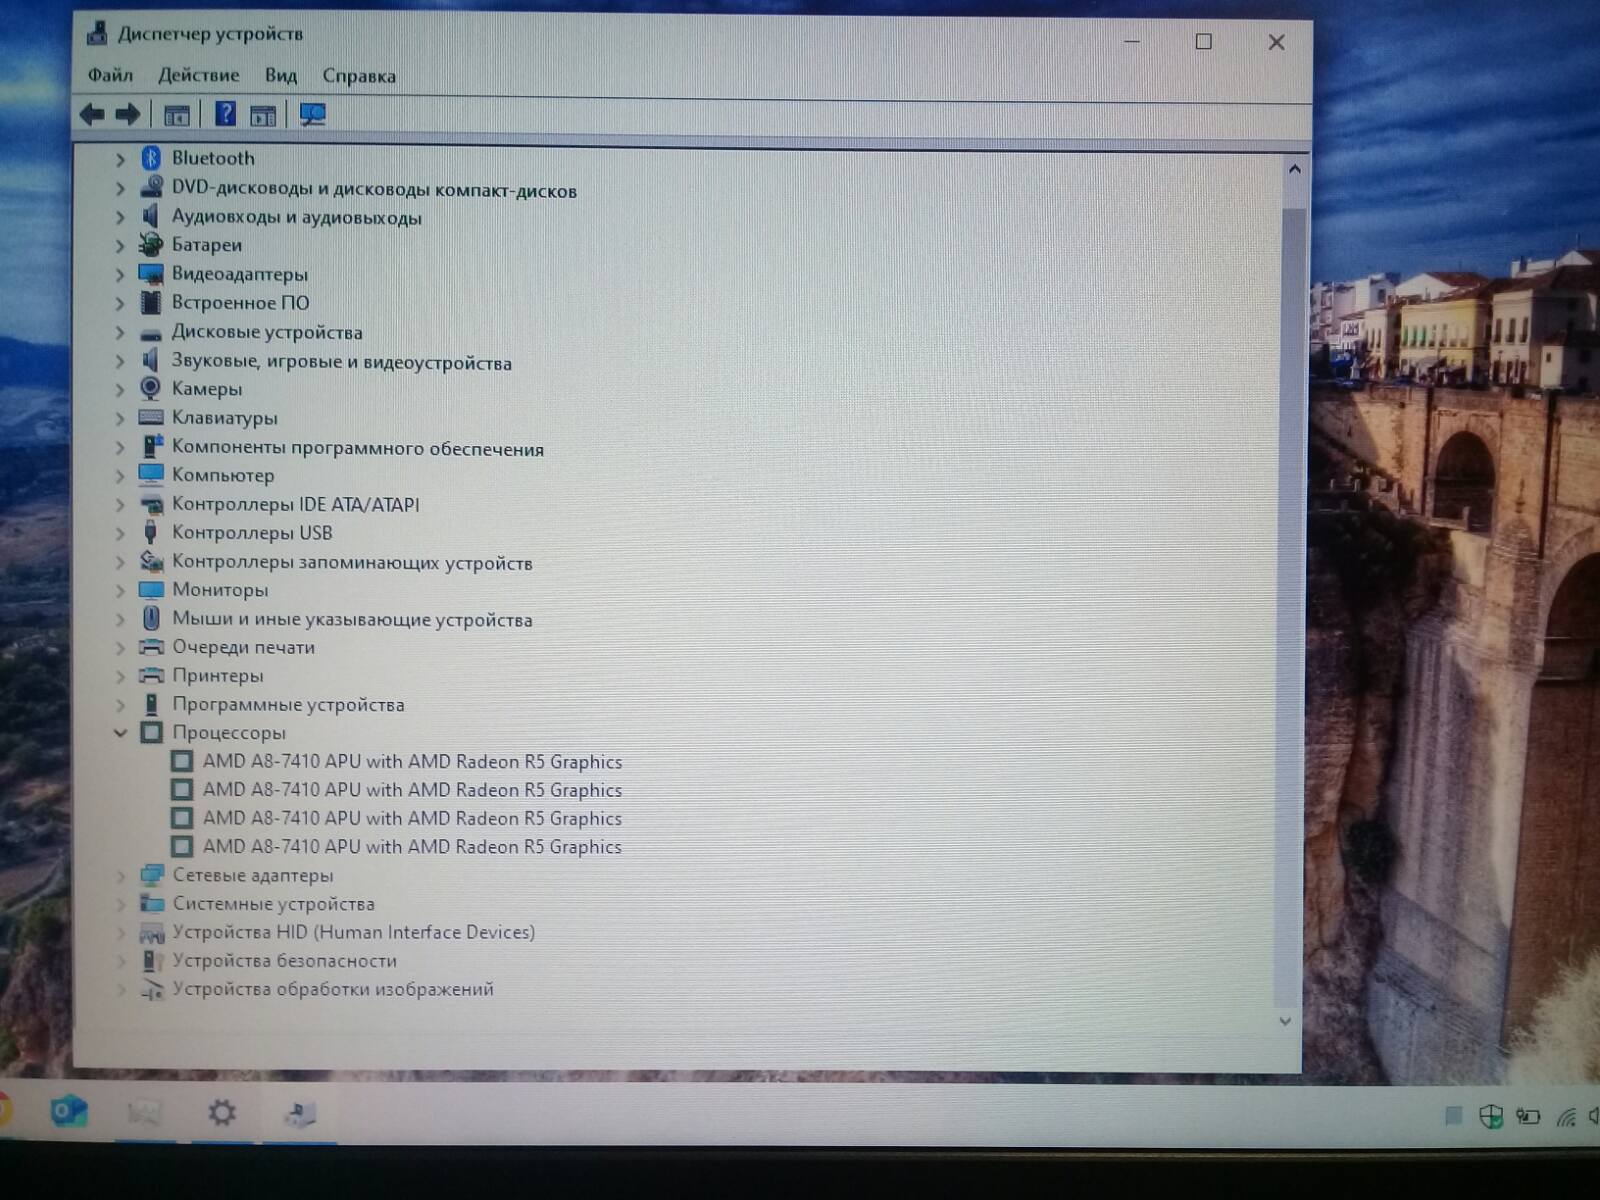 Диспетчер устройств
Файл Действие Вид Справка
Bluetooth
DVD-дисководы и дисководы компакт-дисков
Аудиовходы и аудиовыходы
Батареи
Видеоадаптеры
Встроенное ПО
Дисковые устройства
Звуковые, игровые и видеоустройства
Камеры
Клавиатуры
Компоненты программного обеспечения
Компьютер
Контроллеры IDE ATA/ATAPI
Контроллеры USB
Контроллеры запоминающих устройств
Мониторы
Мыши и иные указывающие устройства
Очереди печати
Принтеры
Программные устройства
Процессоры
AMD A8-7410 APU with AMD Radeon R5 Graphics
AMD A8-7410 APU with AMD Radeon R5 Graphics
AMD A8-7410 APU with AMD Radeon R5 Graphics
AMD A8-7410 APU with AMD Radeon R5 Graphics
Сетевые адаптеры
Системные устройства
Устройства HID (Human Interface Devices)
Устройства безопасности
Устройства обработки изображений